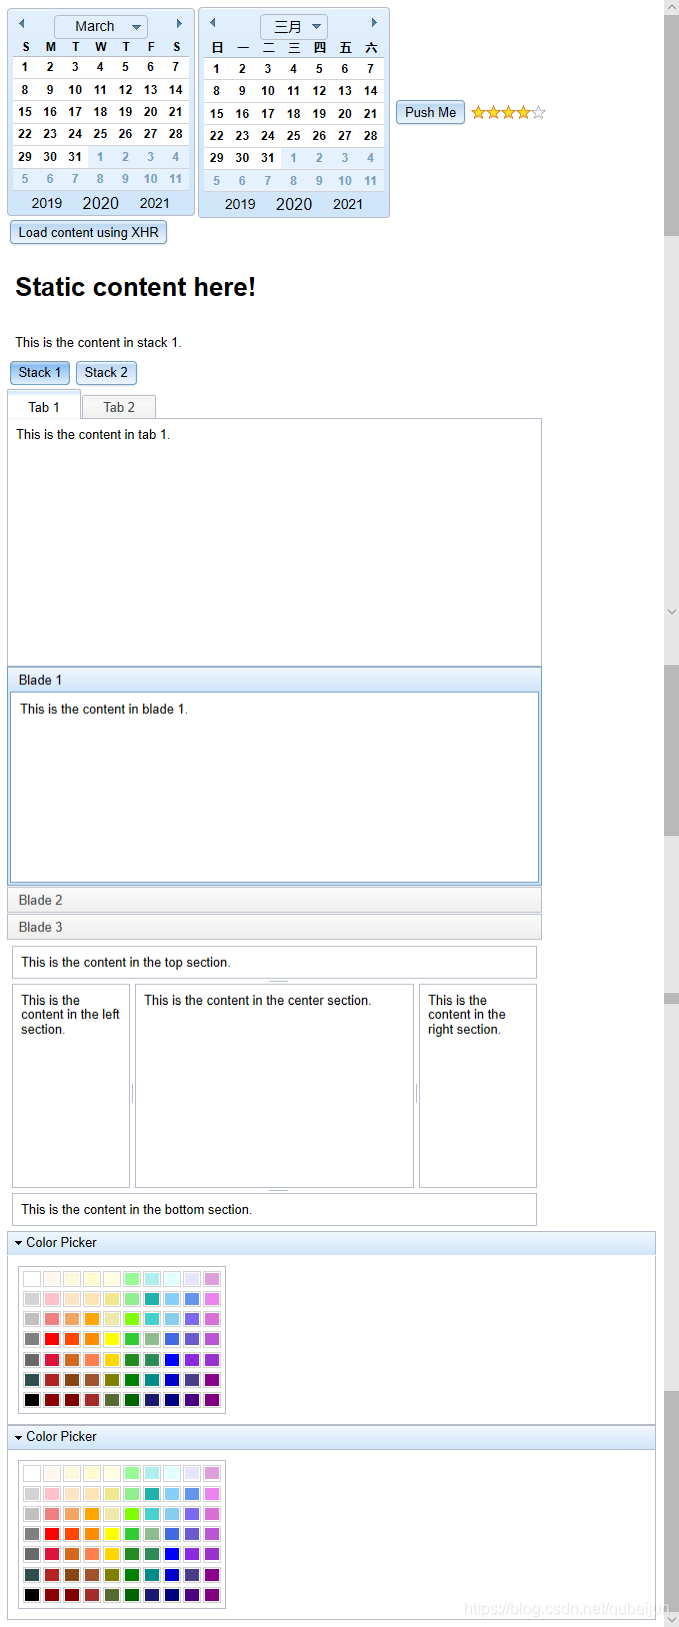 March
S M T W T F S
1 2 3 4 5 6 7
8 9 10 11 12 13 14
15 16 17 18 19 20 21
22 23 24 25 26 27 28
29 30 31 1 2 3 4
5 6 7 8 9 10 11
2019 2020 2021
三月
日 一 二 三 四 五 六
1 2 3 4 5 6 7
8 9 10 11 12 13 14
15 16 17 18 19 20 21
22 23 24 25 26 27 28
29 30 31 1 2 3 4
5 6 7 8 9 10 11
2019 2020 2021
Push Me
Load content using XHR
Static content here!
This is the content in stack 1.
Stack 1 Stack 2
Tab 1 Tab 2
This is the content in tab 1.
Blade 1
This is the content in blade 1.
Blade 2
Blade 3
This is the content in the top section.
This is the
content in the left
section.
This is the content in the center section.
This is the
content in the
right section.
This is the content in the bottom section.
Color Picker
Color Picker
https://blog.csdn.net/qubeijun